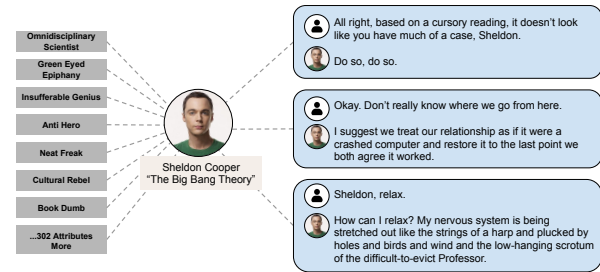 Omnidisciplinary
Scientist
Green Eyed
Epiphany
Insufferable Genius
Anti Hero
Neat Freak
Cultural Rebel
Book Dumb
...302 Attributes
More
Sheldon Cooper
“The Big Bang Theory”
All right, based on a cursory reading, it doesn’t look
like you have much of a case, Sheldon.
Do so, do so.
Okay. Don’t really know where we go from here.
I suggest we treat our relationship as if it were a
crashed computer and restore it to the last point we
both agree it worked.
Sheldon, relax.
How can I relax? My nervous system is being
stretched out like the strings of a harp and plucked by
holes and birds and wind and the low-hanging scrotum
of the difficult-to-evict Professor.